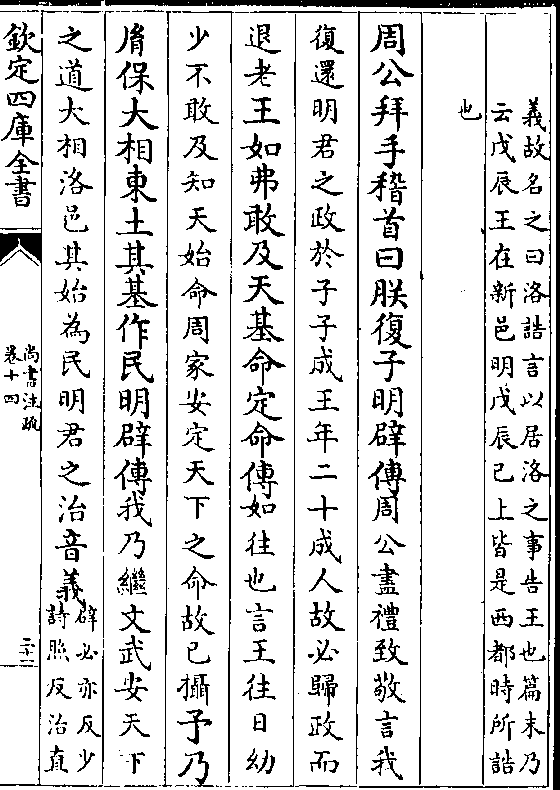 義故名之曰洛誥言以居洛之事告王也篇末乃
云戊辰王在新邑明戊辰已上皆是西都時所誥
也
周公拜手稽首曰朕復子明辟傳周公盡禮致敬言我
復還明君之政於子子成王年二十成人故必歸政而
退老王如弗敢及天基命定命傳如往也言王往日幼
少不敢及知天始命周家安定天下之命故已攝予乃
胤保大相東土其基作民明辟傳我乃繼文武安天下
之道大相洛邑其始為民明君之治音義辟必亦反少
詩照反治直
欽定四庫全書
尚書注疏
卷十四
二十二